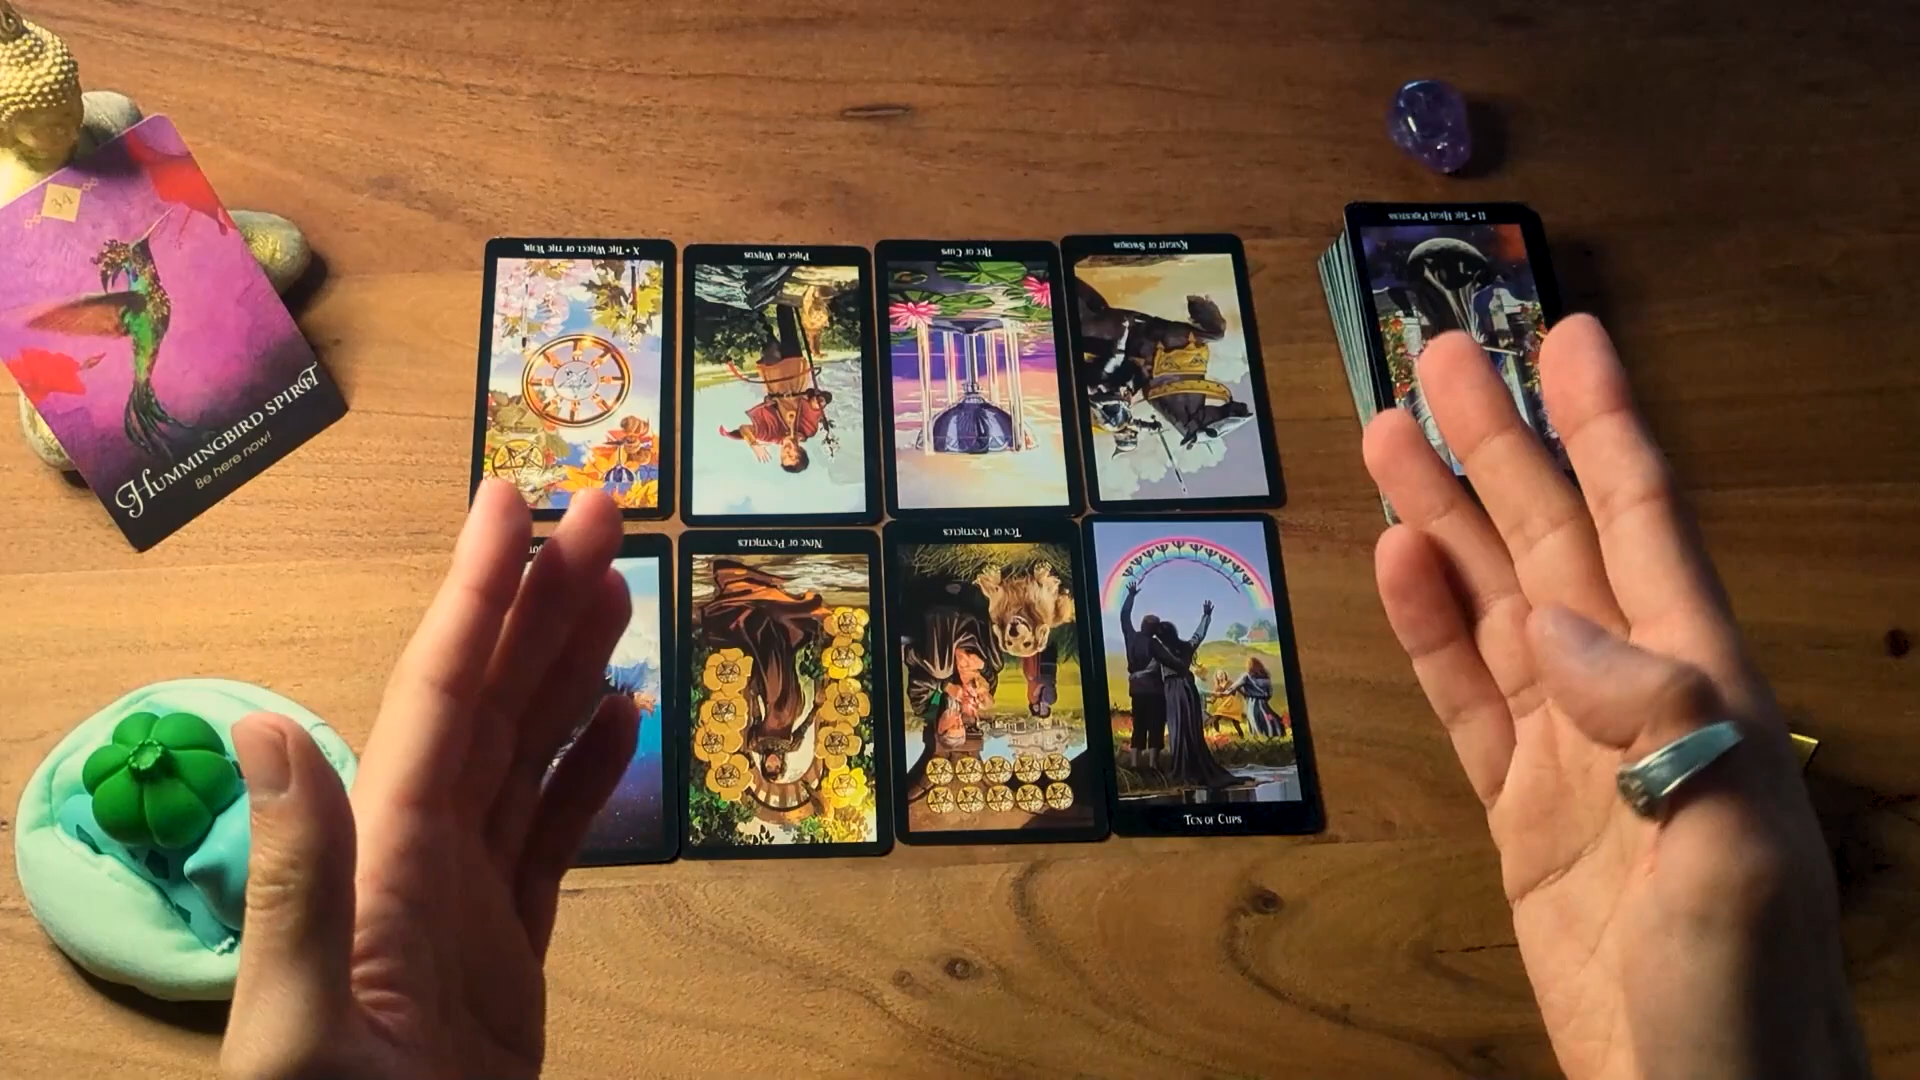 34
HUMMINGBIRD SPIRIT
Be here now!
X • THE WHEEL OF THE YEAR
PAGE OF WANDS
ACE OF CUPS
KNIGHT OF SWORDS
II • THE HIGH PRIESTESS
NINE OF PENTACLES
TEN OF PENTACLES
TEN OF CUPS